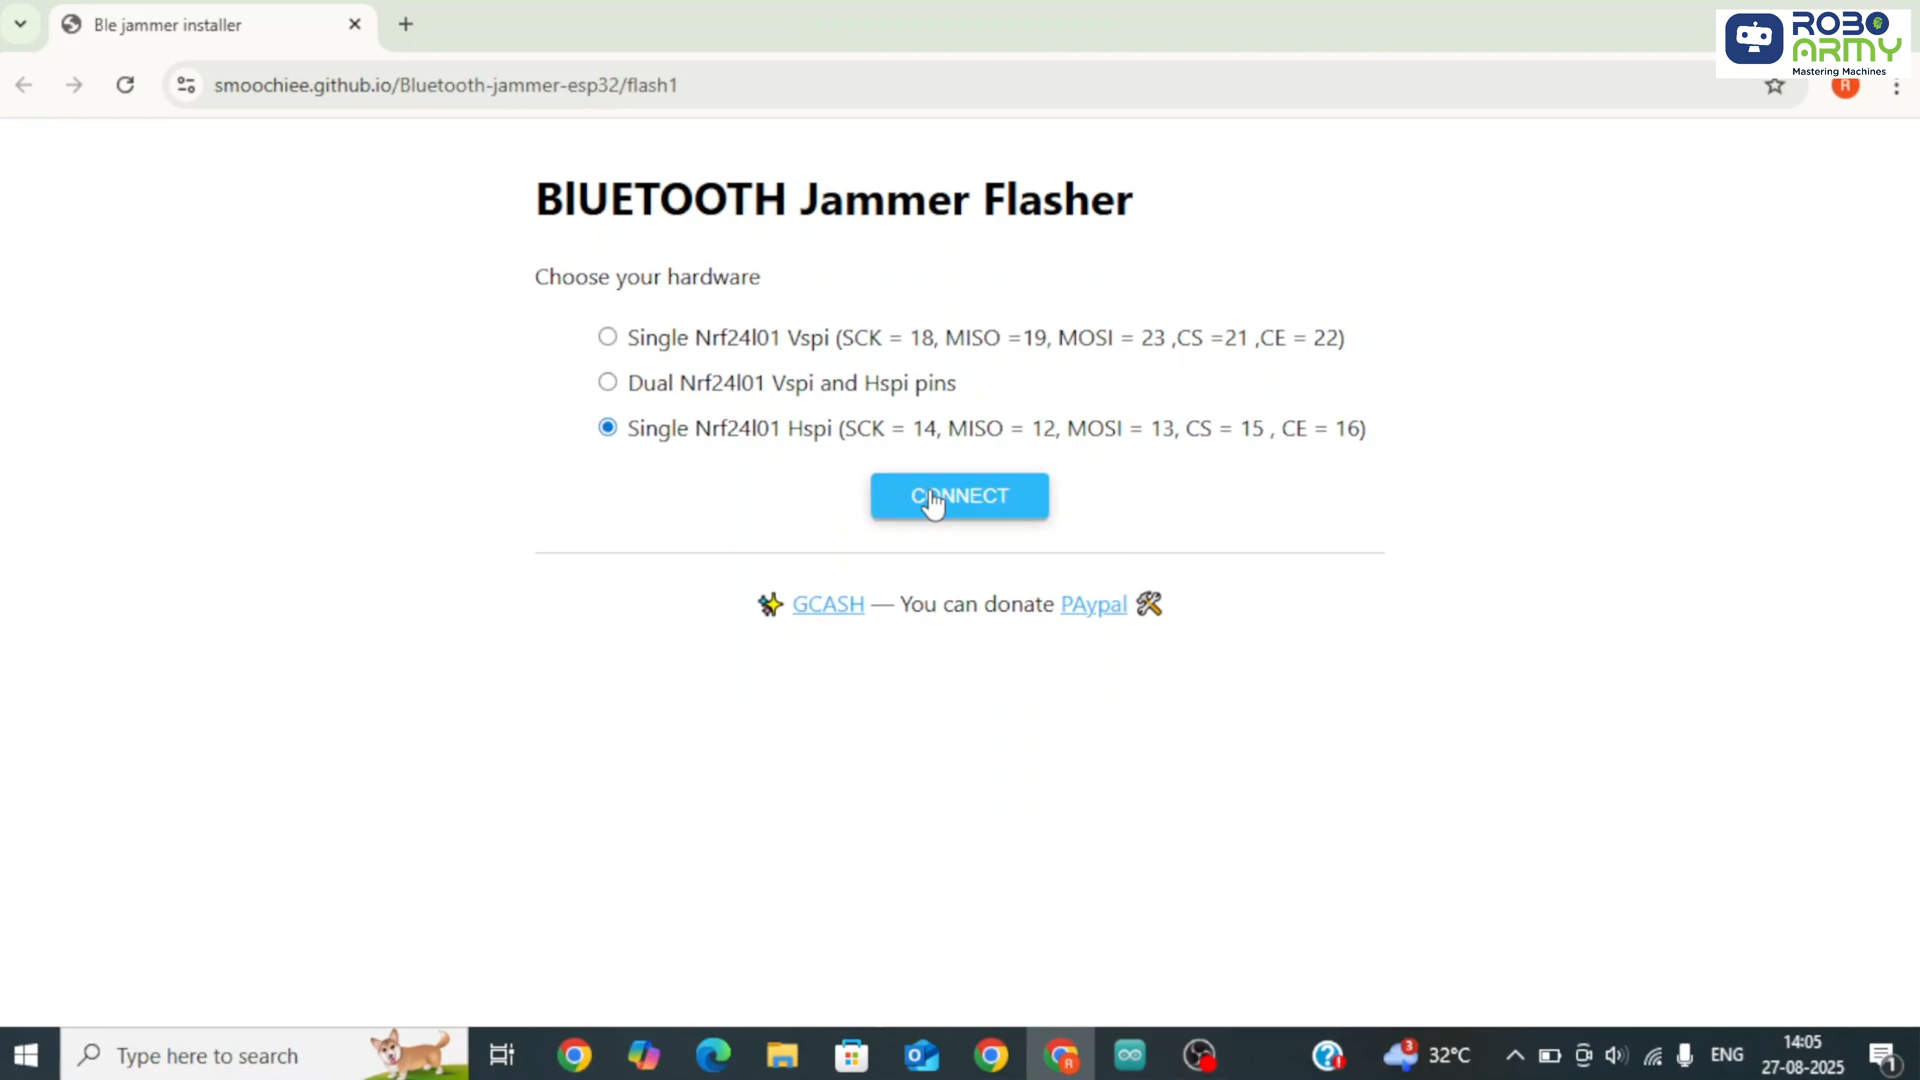 Ble jammer installer
ROBO
ARMY
Mastering Machines
smoochiee.github.io/Bluetooth-jammer-esp32/flash1
R
BlUETOOTH Jammer Flasher
Choose your hardware
Single Nrf24l01 Vspi (SCK = 18, MISO =19, MOSI = 23 ,CS =21 ,CE = 22)
Dual Nrf24l01 Vspi and Hspi pins
Single Nrf24l01 Hspi (SCK = 14, MISO = 12, MOSI = 13, CS = 15 , CE = 16)
CONNECT
GCASH — You can donate PAypal
Type here to search
3
32°C
ENG
14:05
27-08-2025
1